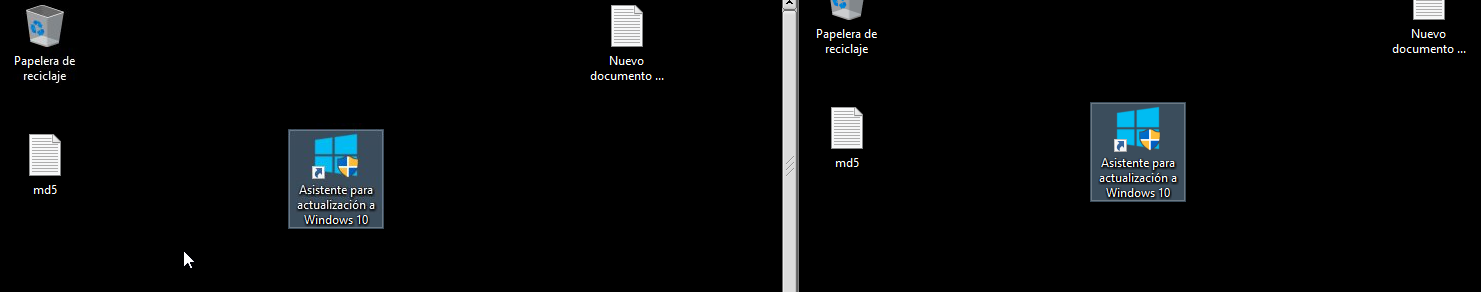 Papelera de
reciclaje
Nuevo
documento ...
md5
Asistente para
actualización a
Windows 10
Papelera de
reciclaje
Nuevo
documento ...
md5
Asistente para
actualización a
Windows 10